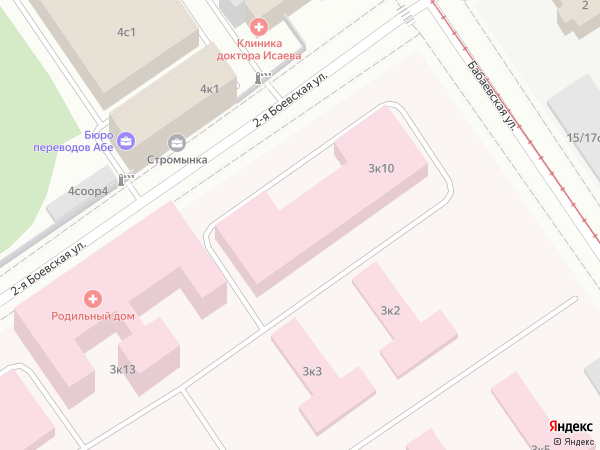 2
4с1
Клиника
доктора Исаева
Бабаевская ул.
4к1
2-я Боевская ул.
Бюро
переводов Абе
15/17с
Стромынка
3к10
4соор4
2-я Боевская ул.
Родильный дом
3к2
3к13
3к3
3к5
Яндекс
© Яндекс